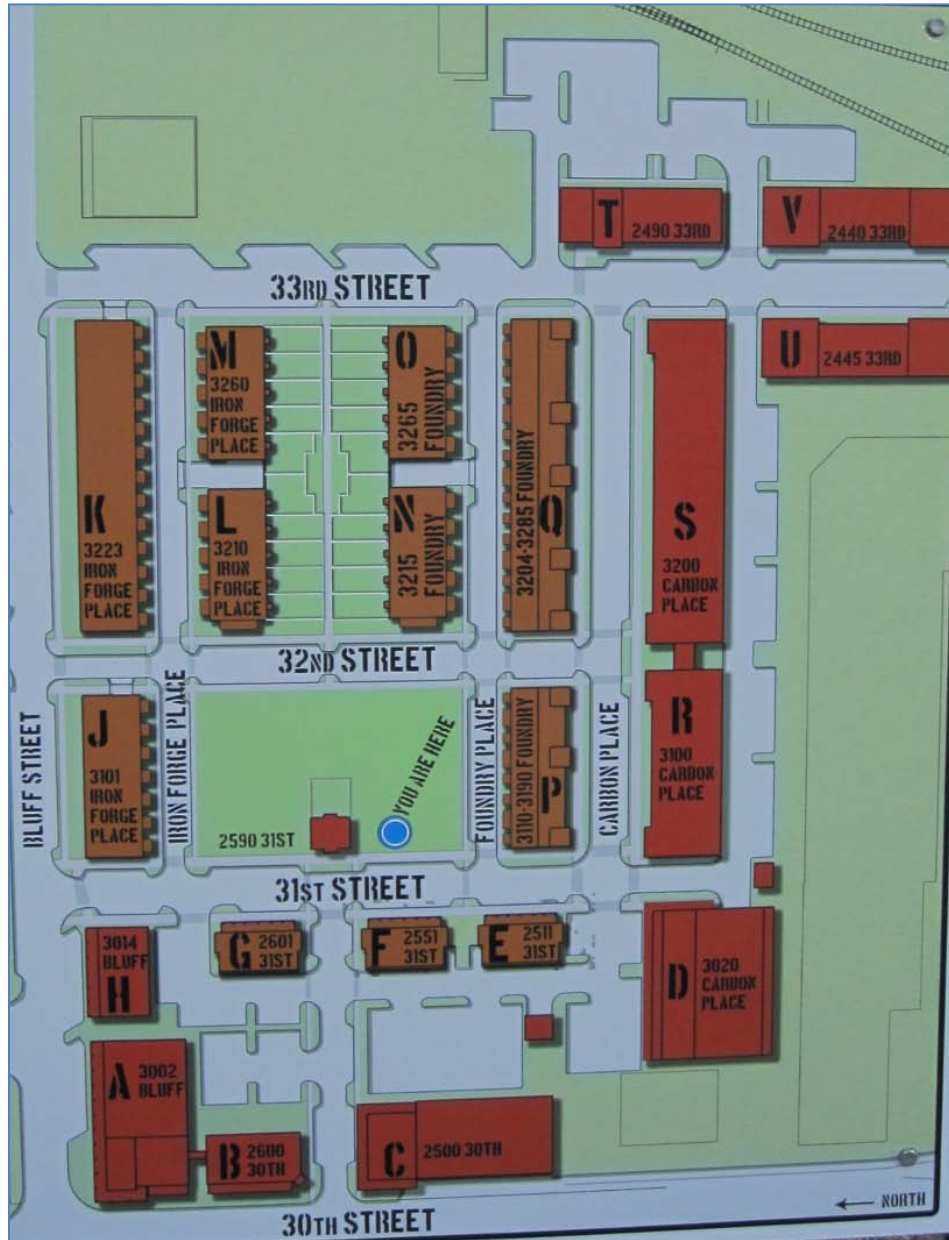 T
2490 33RD
V
2440 33RD
33RD STREET
M
3260
IRON
FORGE
PLACE
O
3265
FOUNDRY
U
2445 33RD
K
3223
IRON
FORGE
PLACE
L
3210
IRON
FORGE
PLACE
N
3215
FOUNDRY
Q
3204-3285 FOUNDRY
S
3200
CARBON
PLACE
32ND STREET
BLUFF STREET
J
3101
IRON
FORGE
PLACE
IRON FORGE PLACE
YOU ARE HERE
2590 31ST
FOUNDRY PLACE
P
3110-3190 FOUNDRY
CARBON PLACE
R
3100
CARBON
PLACE
31ST STREET
3014
BLUFF
H
G
2601
31ST
F
2551
31ST
E
2511
31ST
D
3020
CARBON
PLACE
A
3002
BLUFF
B
2600
30TH
C
2500 30TH
30TH STREET
NORTH